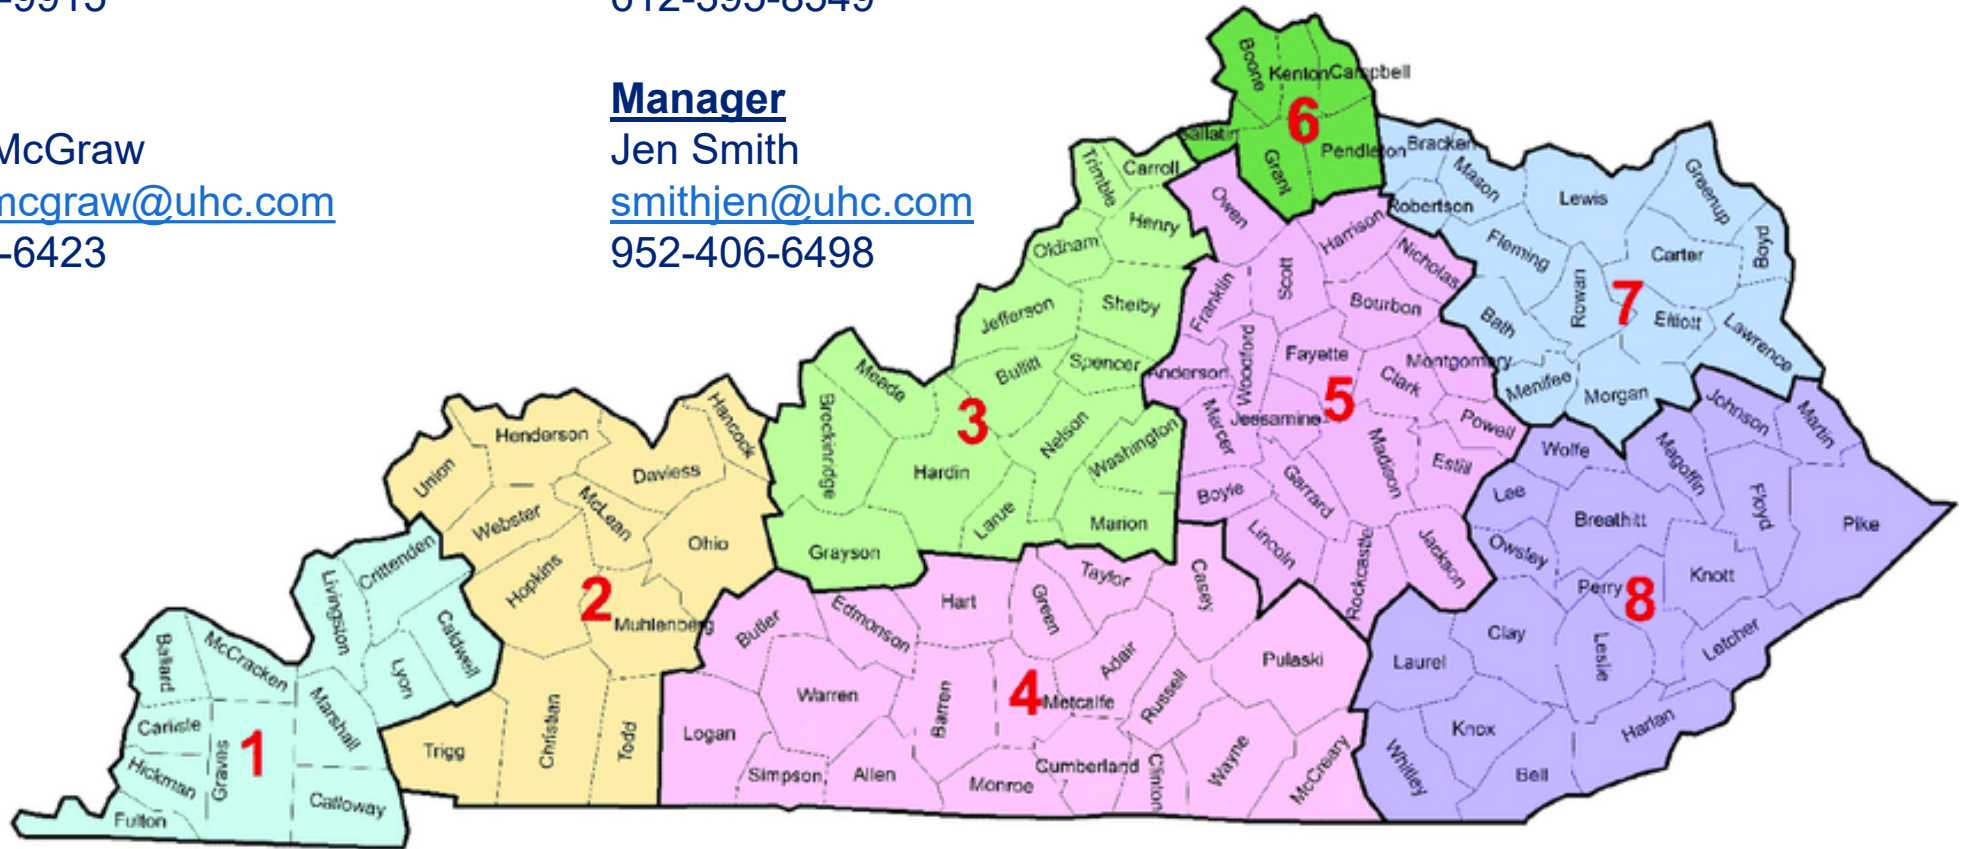 -9915
612-395-8549
Manager
McGraw
Jen Smith
mcgraw@uhc.com
smithjen@uhc.com
-6423
952-406-6498
Boone
Kenton
Campbell
6
Gallatin
Grant
Pendleton
Bracken
Mason
Robertson
Lewis
Greenup
Fleming
Rowan
Carter
Boyd
7
Bath
Elliott
Lawrence
Menifee
Morgan
Trimble
Carroll
Henry
Oldham
Jefferson
Shelby
Bullitt
Spencer
Meade
Breckinridge
3
Hardin
Nelson
Washington
Larue
Marion
Grayson
Owen
Harrison
Nicholas
Franklin
Scott
Bourbon
Woodford
Fayette
Anderson
Montgomery
Clark
5
Mercer
Jessamine
Powell
Madison
Estill
Boyle
Garrard
Lincoln
Rockcastle
Jackson
Hancock
Henderson
Union
Daviess
Webster
McLean
Ohio
Hopkins
2
Muhlenberg
Trigg
Christian
Todd
Crittenden
Livingston
Caldwell
Lyon
Ballard
McCracken
Marshall
Carlisle
Graves
1
Hickman
Calloway
Fulton
Butler
Edmonson
Hart
Green
Taylor
Casey
Adair
Pulaski
Warren
Barren
4
Metcalfe
Russell
Logan
Simpson
Allen
Monroe
Cumberland
Clinton
Wayne
McCreary
Johnson
Martin
Wolfe
Magoffin
Floyd
Pike
Lee
Breathitt
Owsley
Perry
8
Knott
Clay
Leslie
Letcher
Laurel
Knox
Harlan
Whitley
Bell